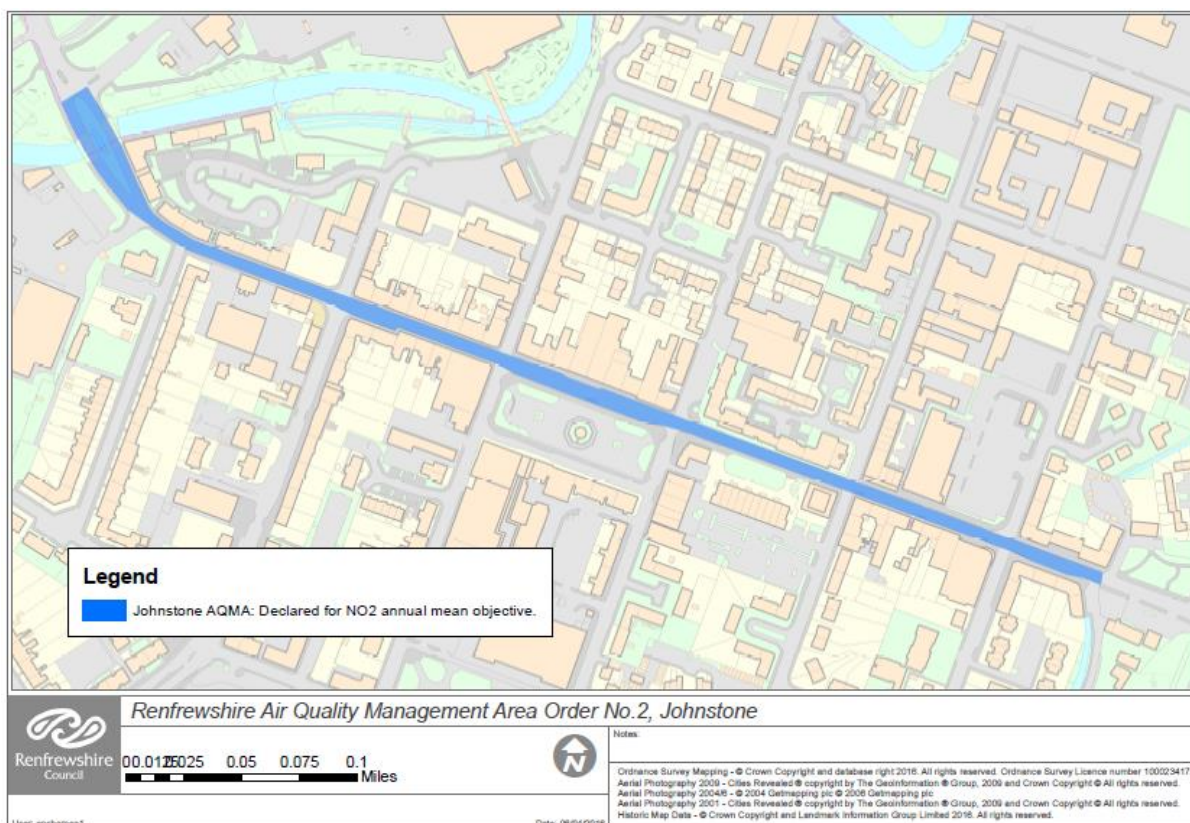 Legend
Johnstone AQMA: Declared for NO2 annual mean objective.
Renfrewshire Air Quality Management Area Order No.2, Johnstone
Renfrewshire
Council
0 0.0125 0.025 0.05 0.075 0.1
Miles
N
Notes:
Ordnance Survey Mapping - © Crown Copyright and database right 2016. All rights reserved. Ordnance Survey Licence number 100023417
Aerial Photography 2009 - Cities Revealed ® copyright by The GeoInformation ® Group, 2009 and Crown Copyright © All rights reserved.
Aerial Photography 2004/6 - © 2004 Getmapping plc © 2006 Getmapping plc
Aerial Photography 2001 - Cities Revealed ® copyright by The GeoInformation ® Group, 2009 and Crown Copyright © All rights reserved.
Historic Map Data - © Crown Copyright and Landmark Information Group Limited 2016. All rights reserved.